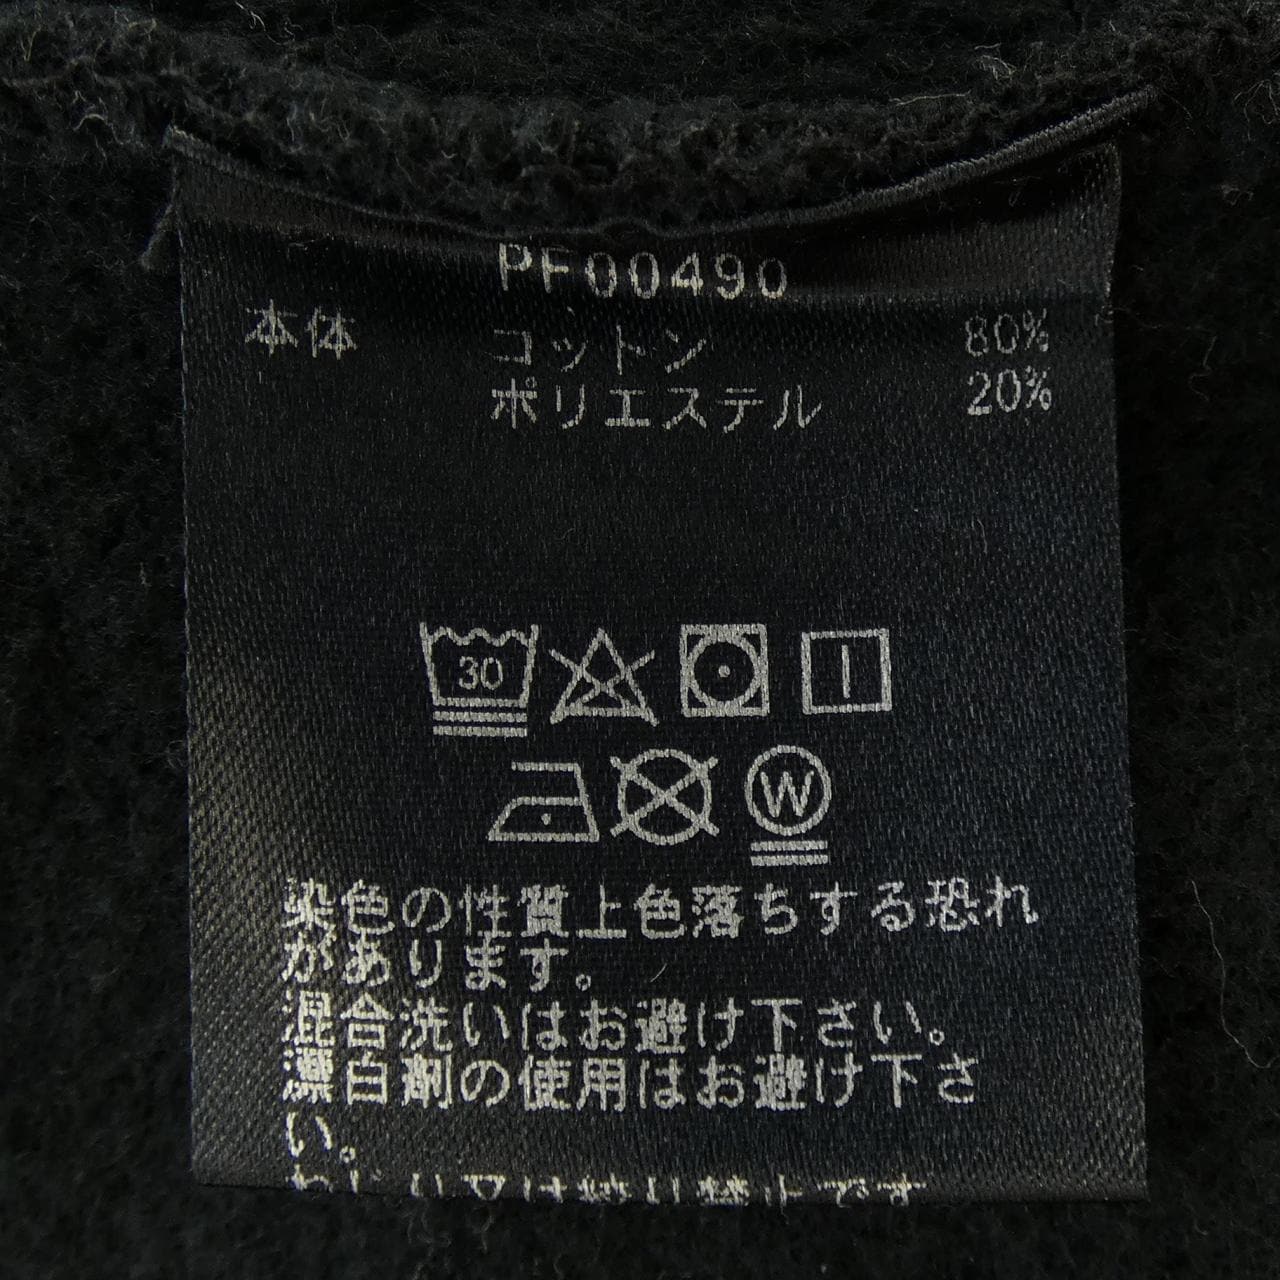 PF00490
本体 コットン 80%
ポリエステル 20%
30
W
染色の性質上色落ちする恐れ
があります。
混合洗いはお避け下さい。
漂白剤の使用はお避け下さ
い。